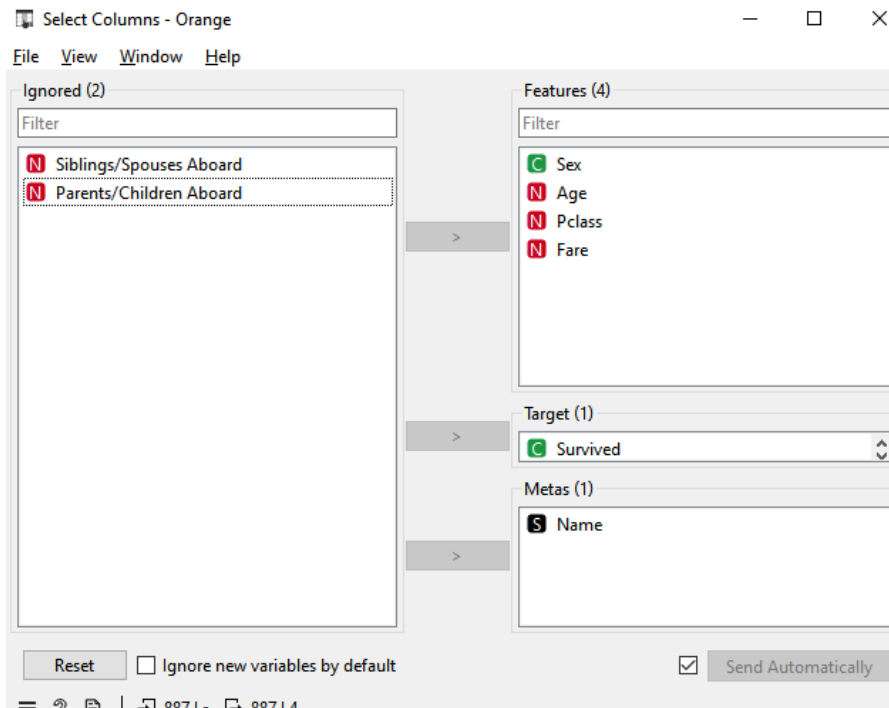 Select Columns - Orange
File View Window Help
Ignored (2)
Filter
N Siblings/Spouses Aboard
N Parents/Children Aboard
>
>
>
Features (4)
Filter
C Sex
N Age
N Pclass
N Fare
Target (1)
C Survived
Metas (1)
S Name
Reset
Ignore new variables by default
Send Automatically